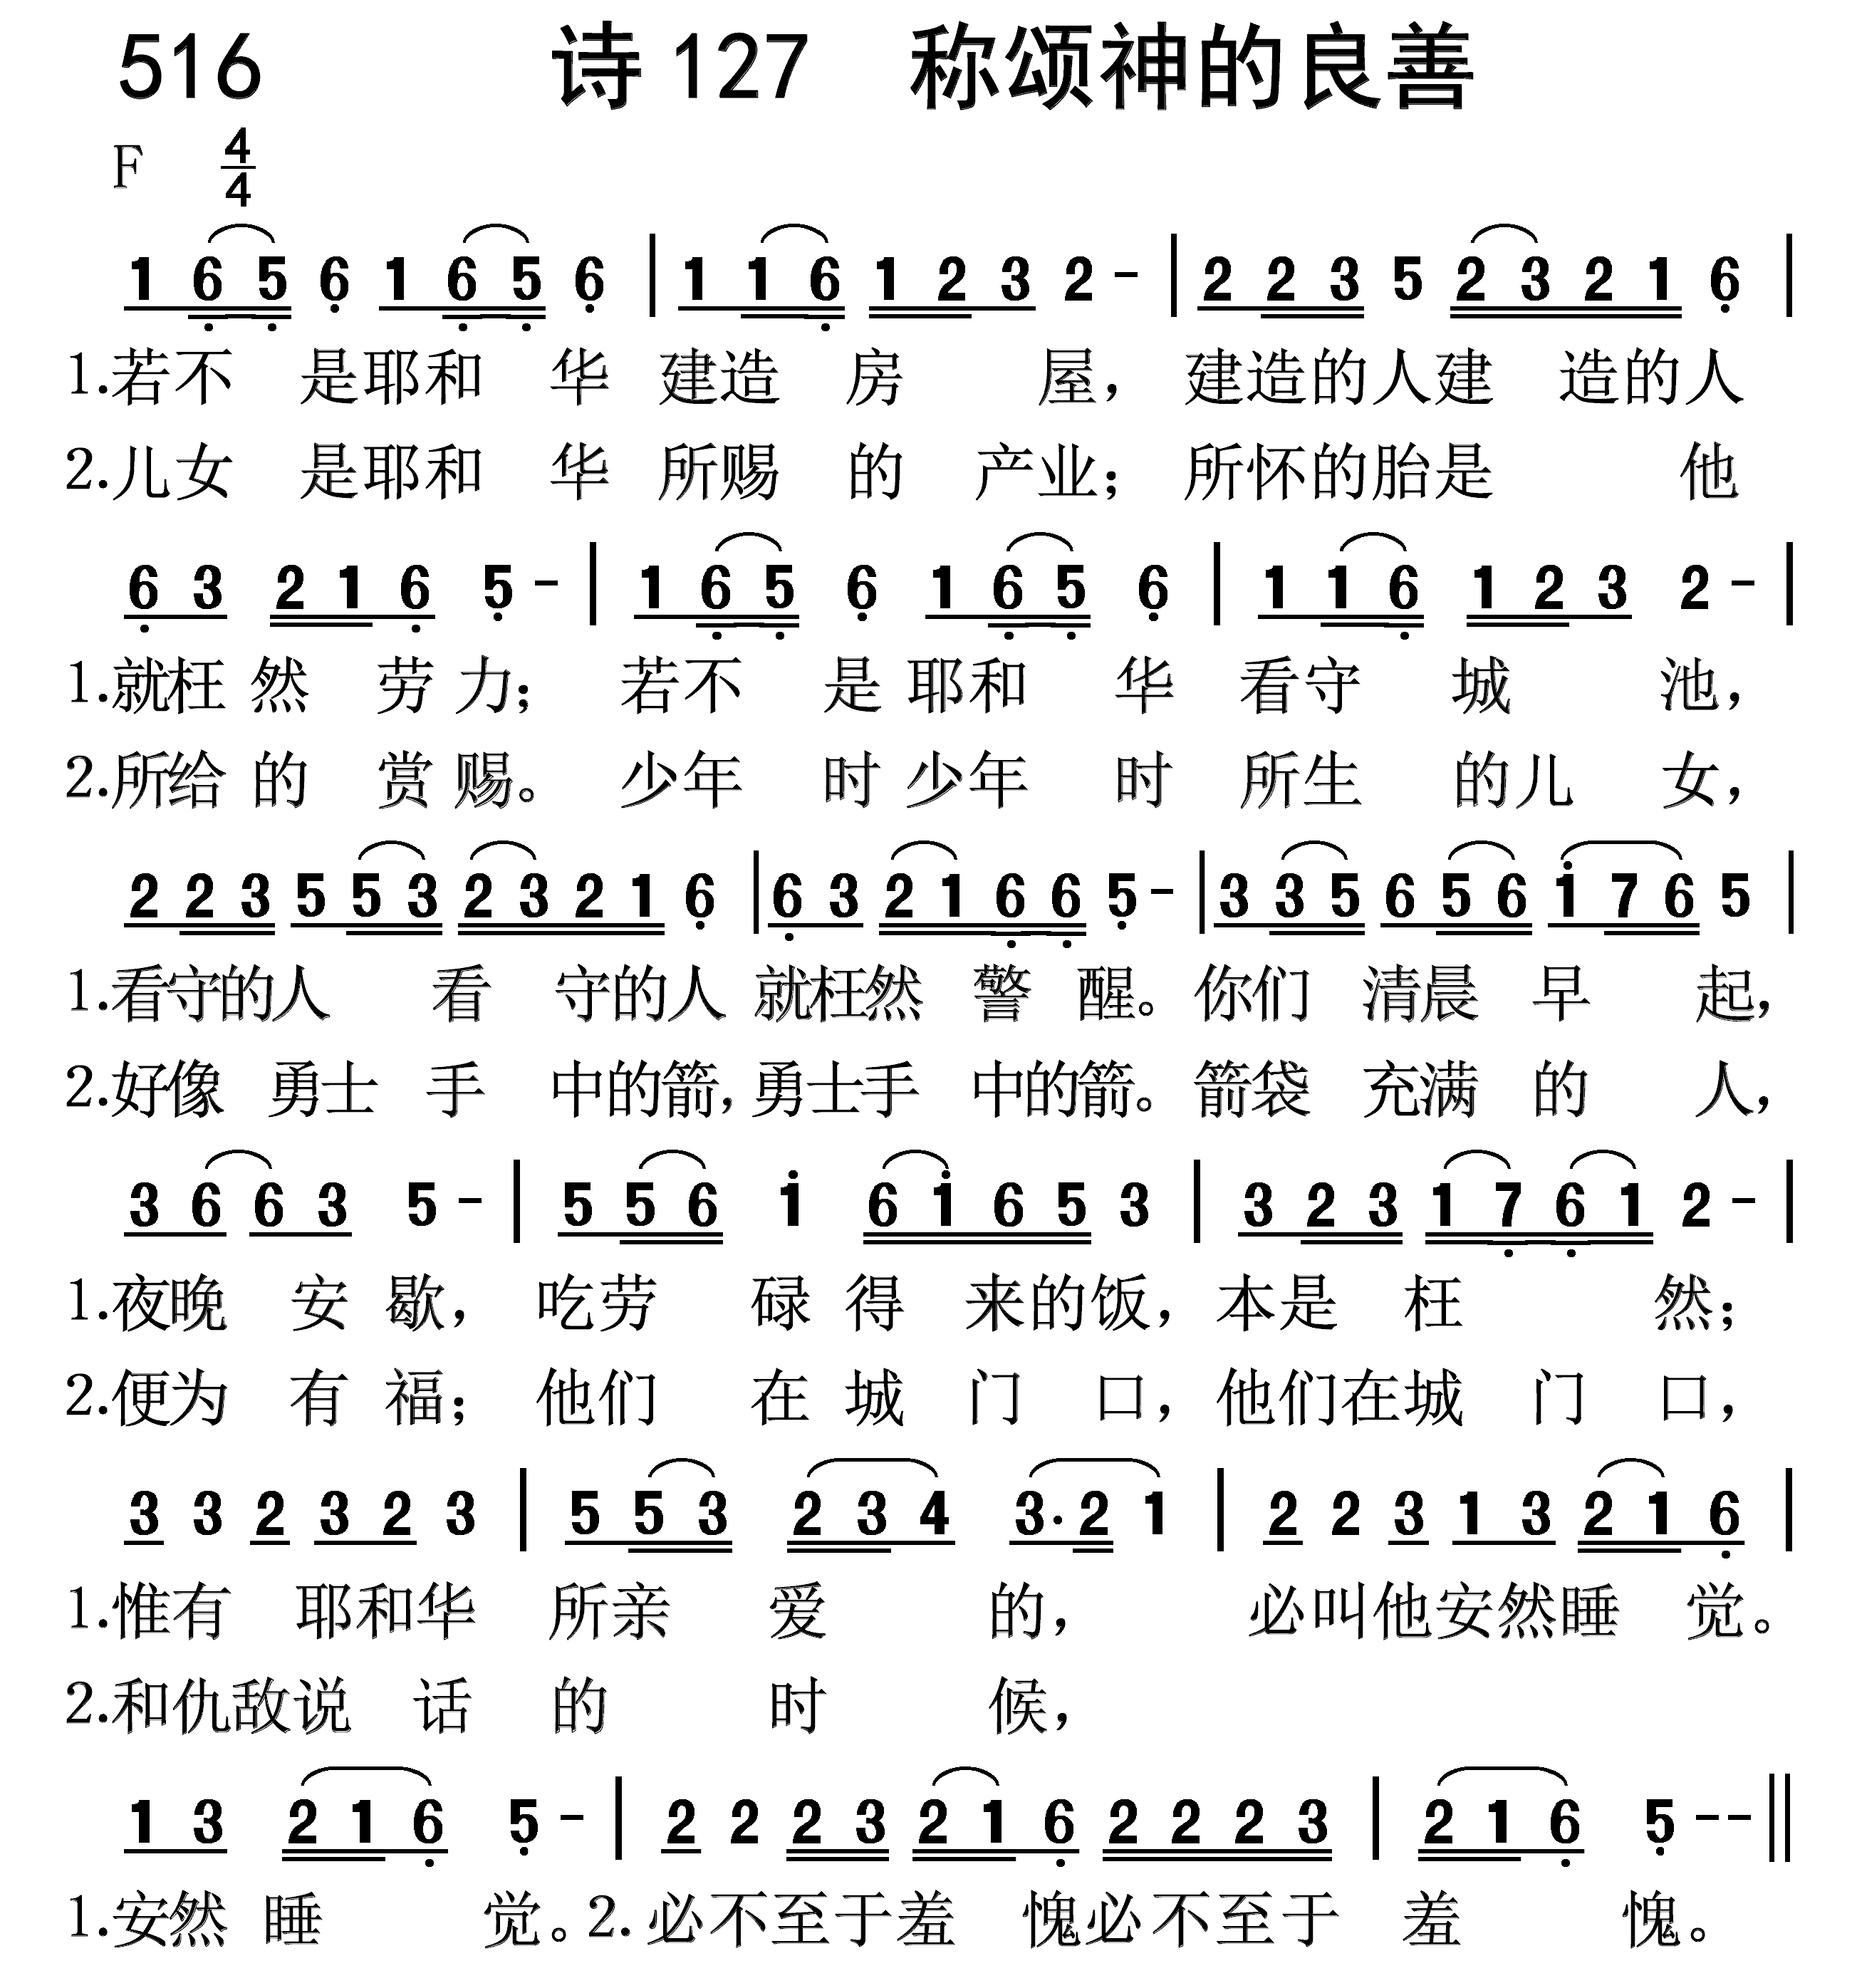 516 诗127 称颂神的良善
F 4/4
1 6 5 6 1 6 5 6 | 1 1 6 1 2 3 2 - | 2 2 3 5 2 3 2 1 6 |
1.若不 是耶和 华 建造 房 屋，建造的人建 造的人
2.儿女 是耶和 华 所赐 的 产业；所怀的胎是 他
6 3 2 1 6 5 - | 1 6 5 6 1 6 5 6 | 1 1 6 1 2 3 2 - |
1.就枉 然 劳 力； 若不 是 耶和 华 看守 城 池，
2.所给 的 赏 赐。 少年 时 少年 时 所生 的儿 女，
2 2 3 5 5 3 2 3 2 1 6 | 6 3 2 1 6 6 5 - | 3 3 5 6 5 6 i 7 6 5 |
1.看守的人 看 守的人 就枉然 警 醒。你们 清晨 早 起，
2.好像 勇士 手 中的箭，勇士手 中的箭。箭袋 充满 的 人，
3 6 6 3 5 - | 5 5 6 i 6 i 6 5 3 | 3 2 3 1 7 6 1 2 - |
1.夜晚 安 歇， 吃劳 碌 得 来的饭，本是 枉 然；
2.便为 有 福； 他们 在 城 门 口，他们在城 门 口，
3 3 2 3 2 3 | 5 5 3 2 3 4 3· 2 1 | 2 2 3 1 3 2 1 6 |
1.惟有 耶和华 所亲 爱 的， 必叫他安然睡 觉。
2.和仇敌说 话 的 时 候，
1 3 2 1 6 5 - | 2 2 2 3 2 1 6 2 2 2 3 | 2 1 6 5 - - ||
1.安然 睡 觉。2.必不至于羞 愧必不至于 羞 愧。